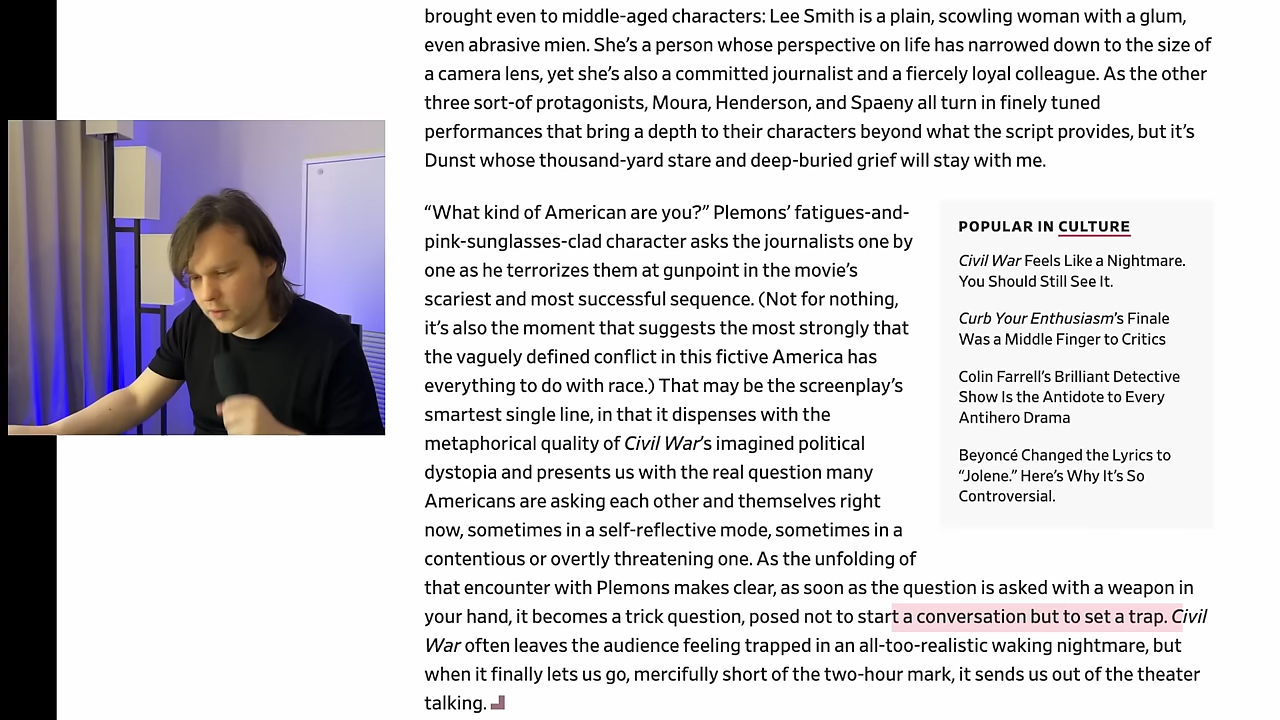 brought even to middle-aged characters: Lee Smith is a plain, scowling woman with a glum,
even abrasive mien. She’s a person whose perspective on life has narrowed down to the size of
a camera lens, yet she’s also a committed journalist and a fiercely loyal colleague. As the other
three sort-of protagonists, Moura, Henderson, and Spaeny all turn in finely tuned
performances that bring a depth to their characters beyond what the script provides, but it’s
Dunst whose thousand-yard stare and deep-buried grief will stay with me.
“What kind of American are you?” Plemons’ fatigues-and-
pink-sunglasses-clad character asks the journalists one by
one as he terrorizes them at gunpoint in the movie’s
scariest and most successful sequence. (Not for nothing,
it’s also the moment that suggests the most strongly that
the vaguely defined conflict in this fictive America has
everything to do with race.) That may be the screenplay’s
smartest single line, in that it dispenses with the
metaphorical quality of Civil War’s imagined political
dystopia and presents us with the real question many
Americans are asking each other and themselves right
now, sometimes in a self-reflective mode, sometimes in a
contentious or overtly threatening one. As the unfolding of
that encounter with Plemons makes clear, as soon as the question is asked with a weapon in
your hand, it becomes a trick question, posed not to start a conversation but to set a trap. Civil
War often leaves the audience feeling trapped in an all-too-realistic waking nightmare, but
when it finally lets us go, mercifully short of the two-hour mark, it sends us out of the theater
talking.
POPULAR IN CULTURE
Civil War Feels Like a Nightmare.
You Should Still See It.
Curb Your Enthusiasm’s Finale
Was a Middle Finger to Critics
Colin Farrell’s Brilliant Detective
Show Is the Antidote to Every
Antihero Drama
Beyoncé Changed the Lyrics to
“Jolene.” Here’s Why It’s So
Controversial.